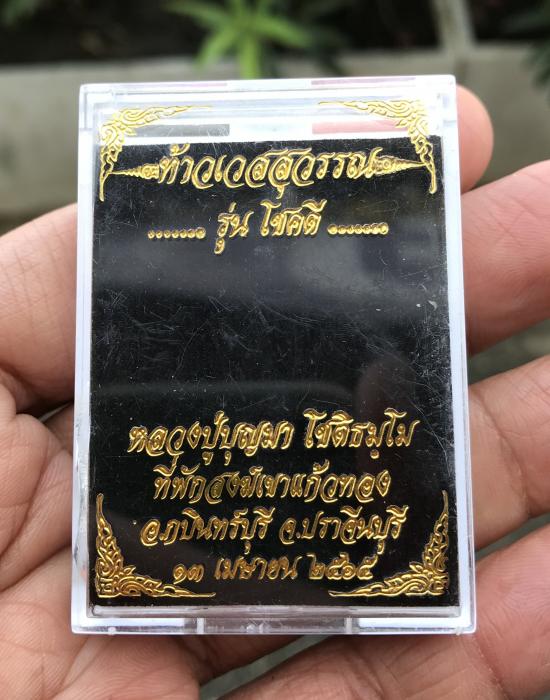 ท้าวเวสสุวรรณ
....... รุ่น โชคดี .......
หลวงปู่บุญมา โชติธมฺโม
ที่พักสงฆ์เขาแก้วทอง
อ.กบินทร์บุรี จ.ปราจีนบุรี
๑๓ เมษายน ๒๕๖๕